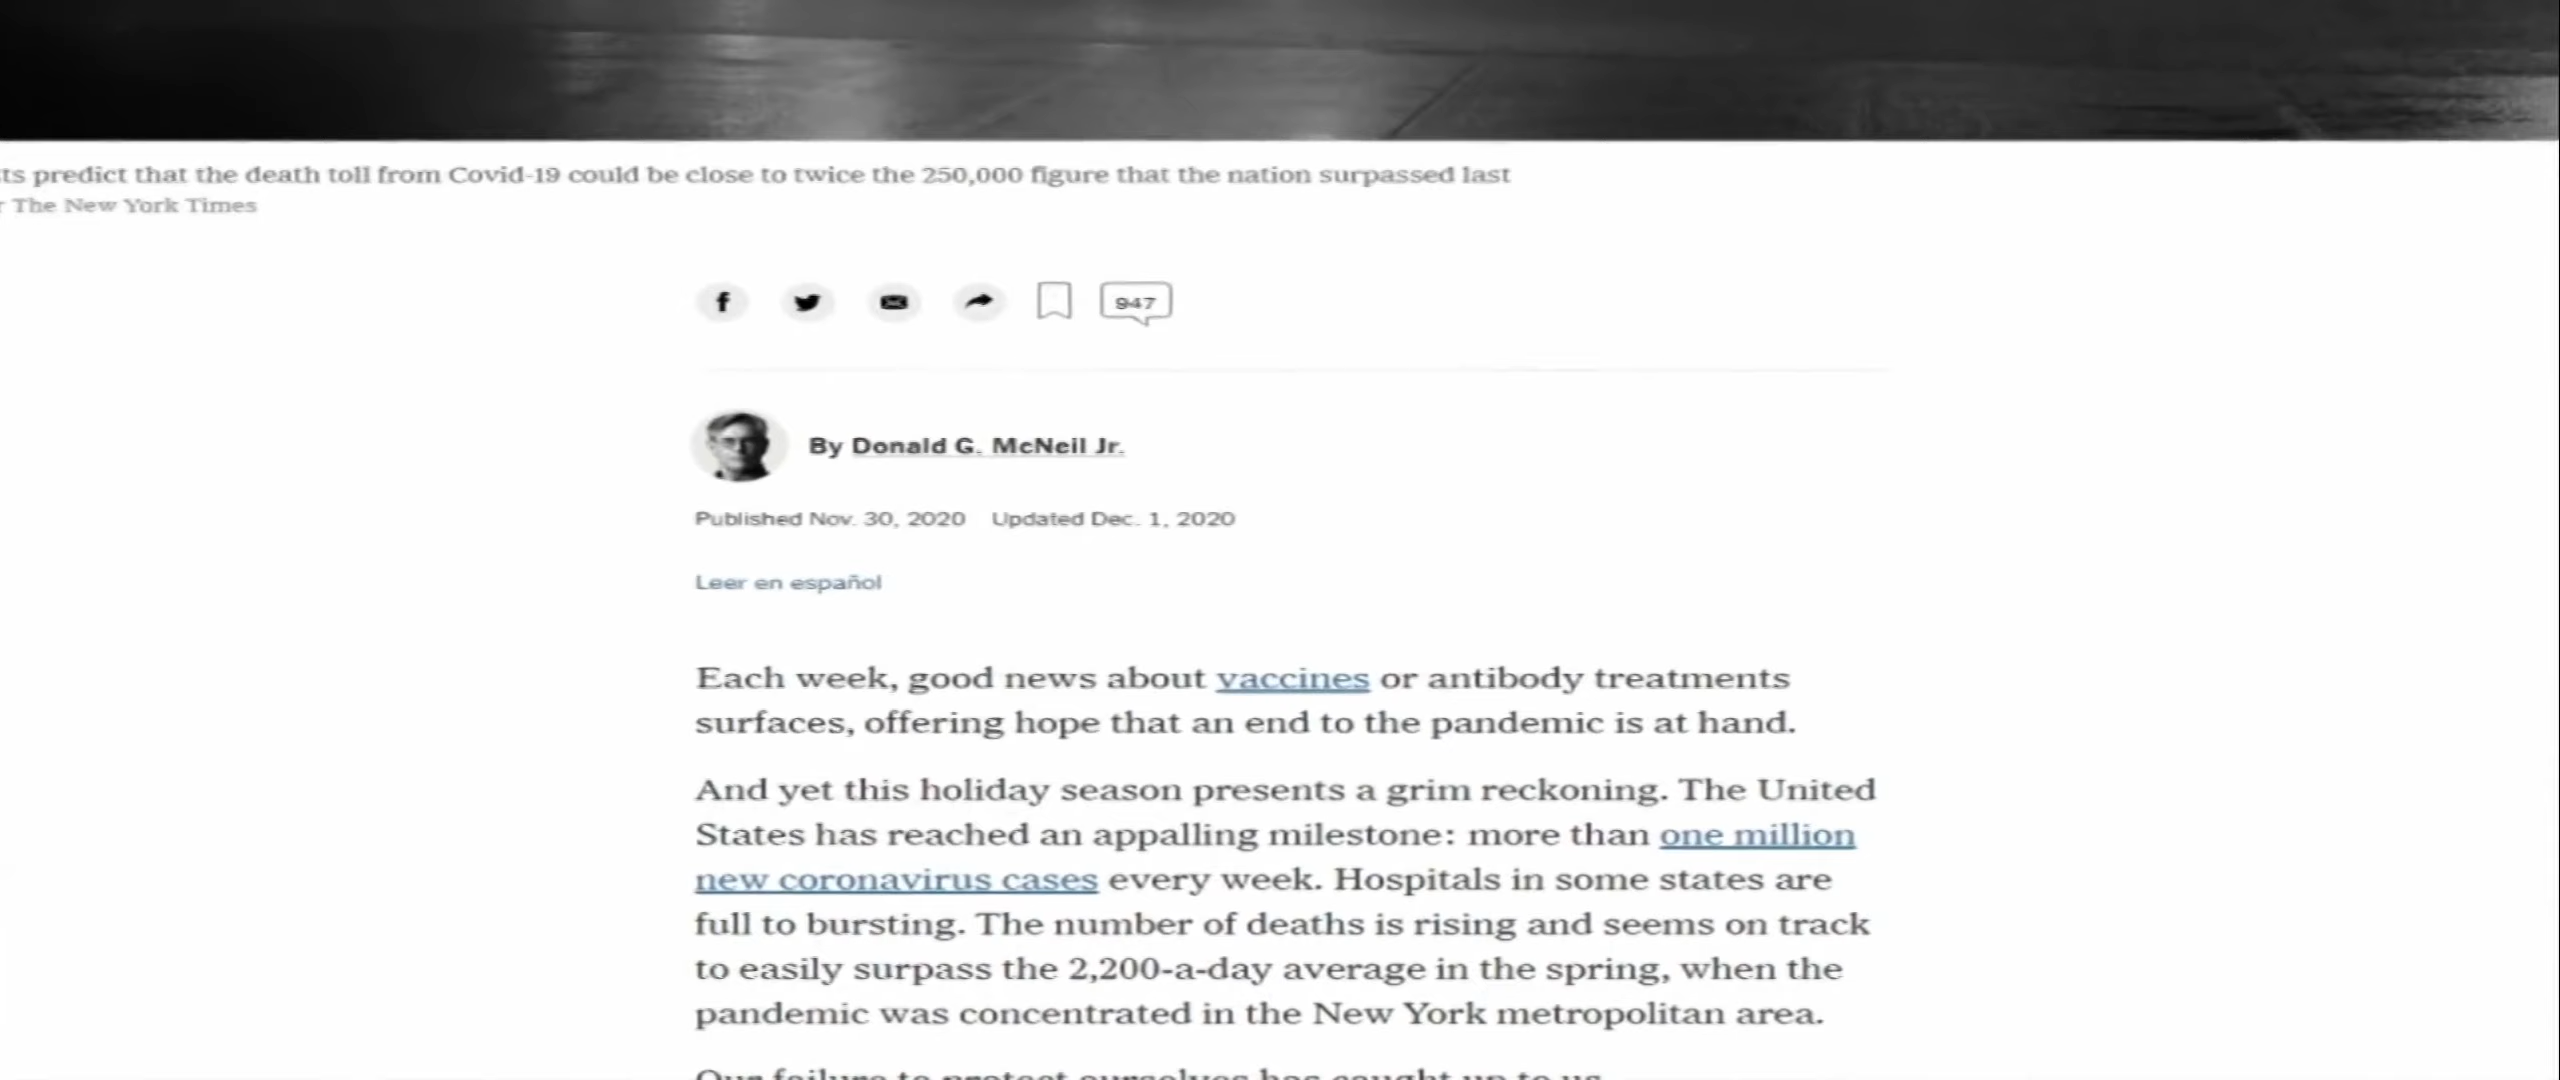 ts predict that the death toll from Covid-19 could be close to twice the 250,000 figure that the nation surpassed last
r The New York Times
947
By Donald G. McNeil Jr.
Published Nov. 30, 2020 Updated Dec. 1, 2020
Leer en español
Each week, good news about vaccines or antibody treatments
surfaces, offering hope that an end to the pandemic is at hand.
And yet this holiday season presents a grim reckoning. The United
States has reached an appalling milestone: more than one million
new coronavirus cases every week. Hospitals in some states are
full to bursting. The number of deaths is rising and seems on track
to easily surpass the 2,200-a-day average in the spring, when the
pandemic was concentrated in the New York metropolitan area.
Our failure to protect ourselves has caught up to us.